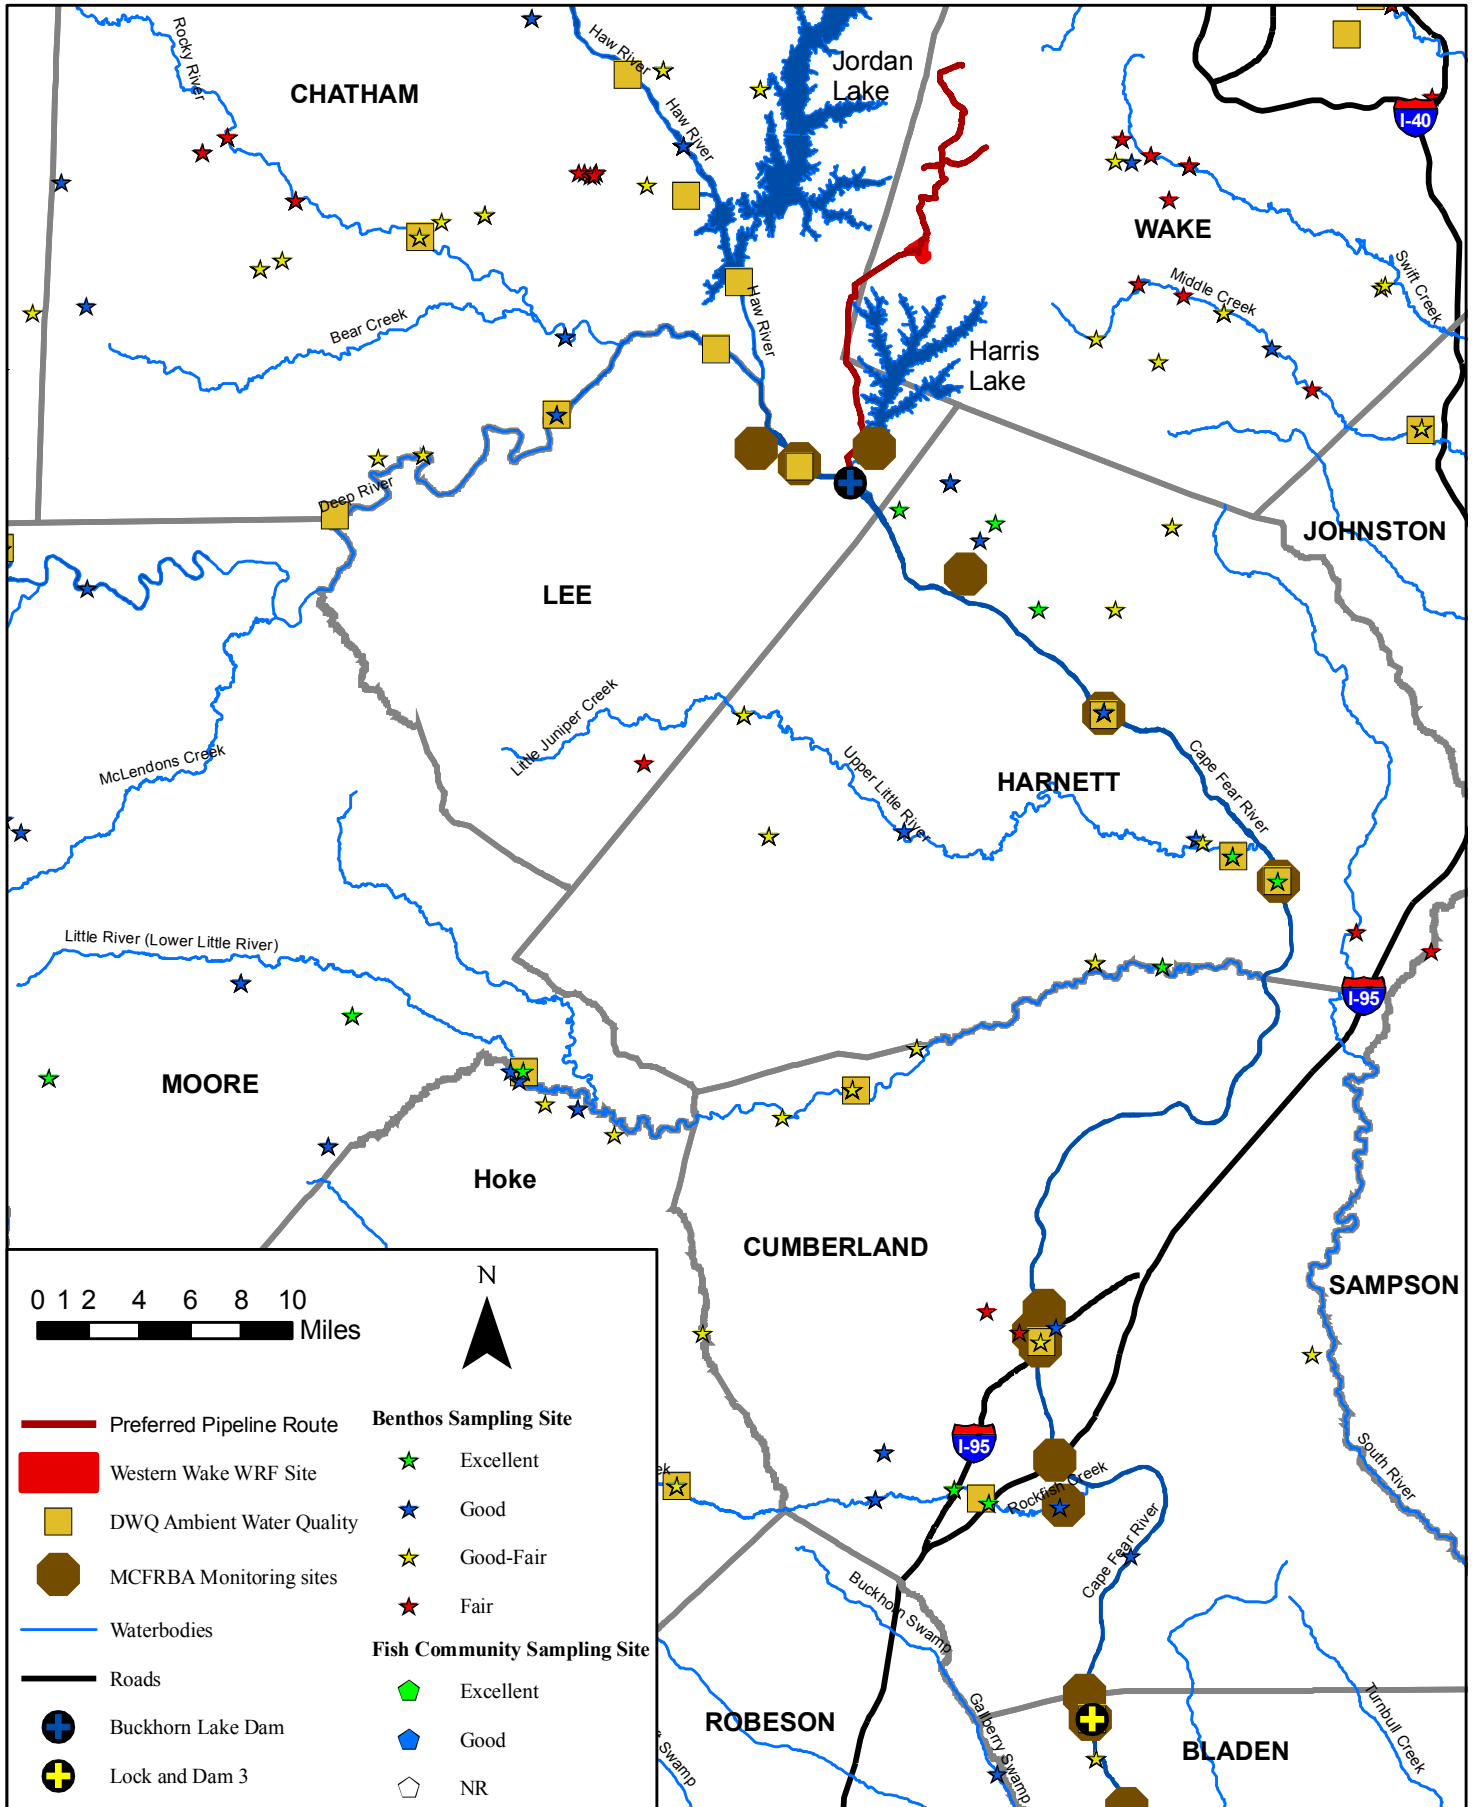 Rocky River
CHATHAM
Haw River
Haw River
Jordan
Lake
I-40
WAKE
Swift Creek
Middle Creek
Bear Creek
Haw River
Harris
Lake
Deep River
JOHNSTON
LEE
Little Juniper Creek
McLendons Creek
Upper Little River
HARNETT
Cape Fear River
Little River (Lower Little River)
I-95
MOORE
Hoke
CUMBERLAND
SAMPSON
South River
I-95
ek
Rockfish Creek
Cape Fear River
Buckhorn Swamp
Gallberry Swamp
Swamp
ROBESON
BLADEN
Turnbull Creek
0 1 2 4 6 8 10
Miles
N
Preferred Pipeline Route
Western Wake WRF Site
DWQ Ambient Water Quality
MCFRBA Monitoring sites
Waterbodies
Roads
Buckhorn Lake Dam
Lock and Dam 3
Benthos Sampling Site
Excellent
Good
Good-Fair
Fair
Fish Community Sampling Site
Excellent
Good
NR